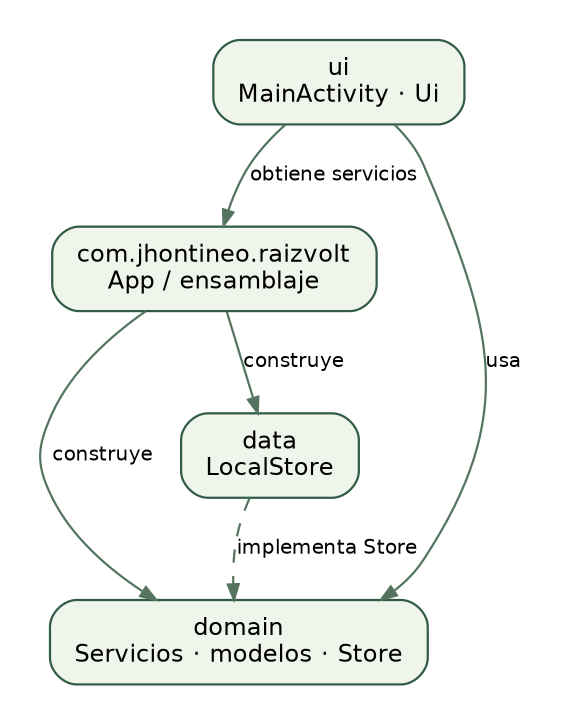 ui
MainActivity · Ui
obtiene servicios
com.jhontineo.raizvolt
App / ensamblaje
construye
usa
data
LocalStore
construye
implementa Store
domain
Servicios · modelos · Store